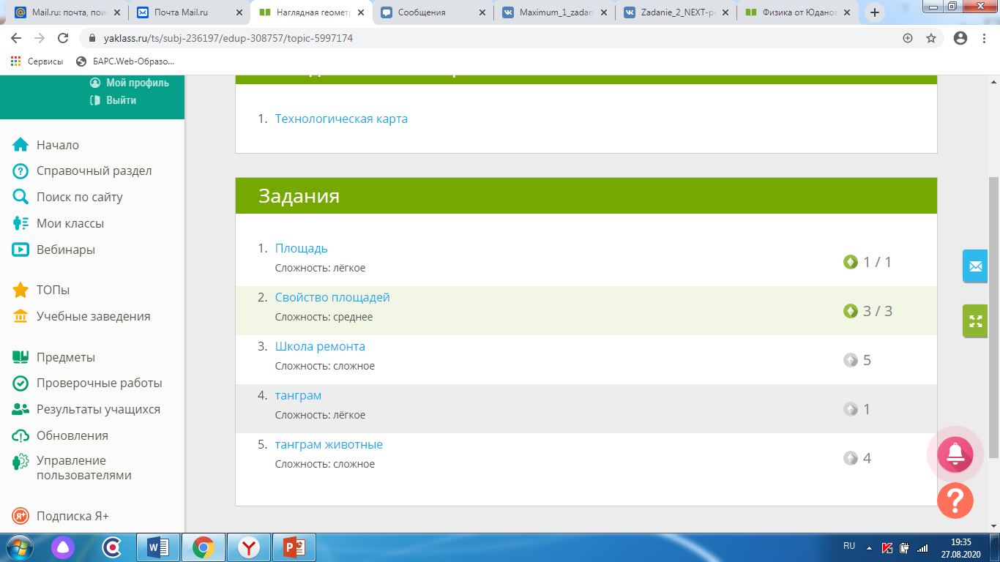 Mail.ru: почта, пои
Почта Mail.ru
Наглядная геомет
Сообщения
Maximum_1_zadan
Zadanie_2_NEXT-p
Физика от Юданов
yaklass.ru/ts/subj-236197/edup-308757/topic-5997174
Сервисы
БАРС.Web-Образо...
Мой профиль
Выйти
Начало
Справочный раздел
Поиск по сайту
Мои классы
Вебинары
ТОПы
Учебные заведения
Предметы
Проверочные работы
Результаты учащихся
Обновления
Управление
пользователями
Подписка Я+
1. Технологическая карта
Задания
1. Площадь
Сложность: лёгкое
1 / 1
2. Свойство площадей
Сложность: среднее
3 / 3
3. Школа ремонта
Сложность: сложное
5
4. танграм
Сложность: лёгкое
1
5. танграм животные
Сложность: сложное
4
RU
19:35
27.08.2020